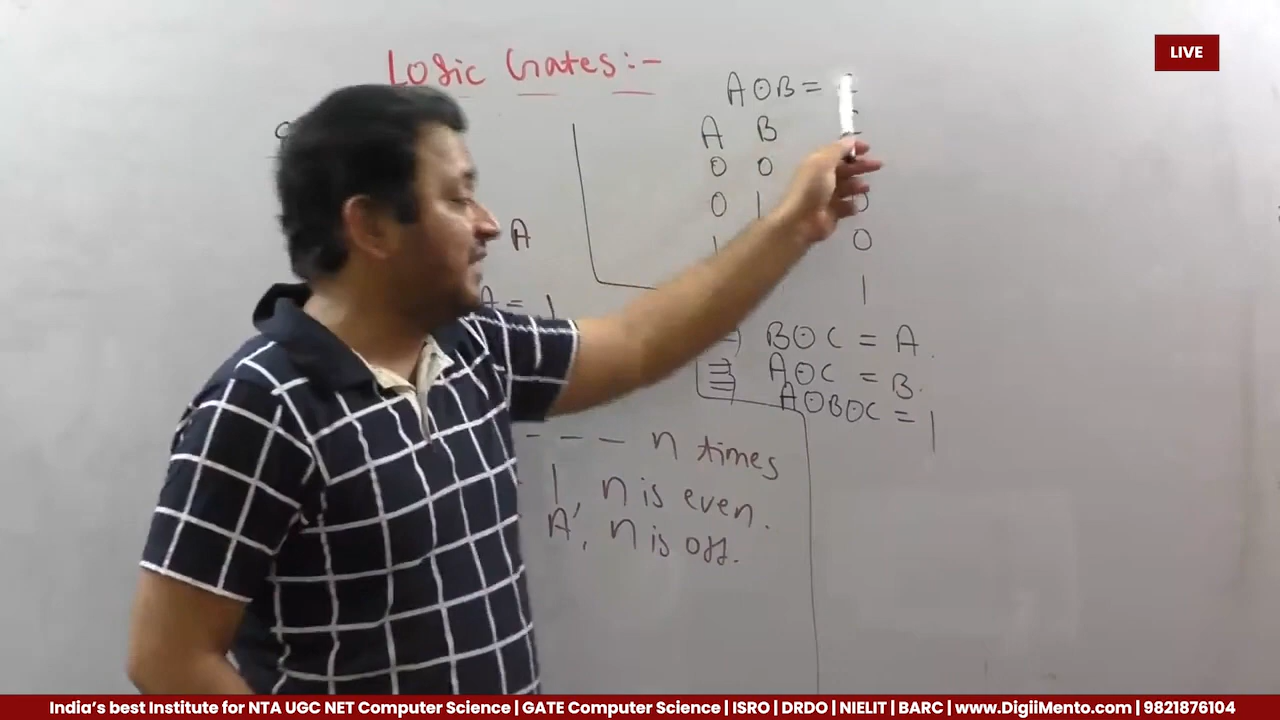 LIVE
Logic Gates:-
A⊙B=
A B
0 0
0 1 0
1 0
1
A
A = 1
B⊙C = A.
A⊙C = B.
A⊙B⊙C = 1
- - - - n times
1, n is even.
A', n is odd.
India's best Institute for NTA UGC NET Computer Science | GATE Computer Science | ISRO | DRDO | NIELIT | BARC | www.DigiiMento.com | 9821876104